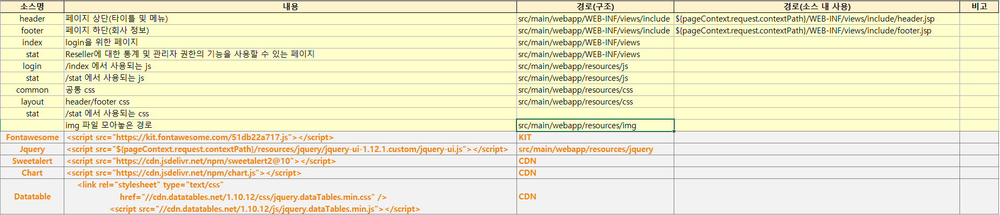 소스명 내용 경로(구조) 경로(소스 내 사용) 비고
header 페이지 상단(타이틀 및 메뉴) src/main/webapp/WEB-INF/views/include ${pageContext.request.contextPath}/WEB-INF/views/include/header.jsp
footer 페이지 하단(회사 정보) src/main/webapp/WEB-INF/views/include ${pageContext.request.contextPath}/WEB-INF/views/include/footer.jsp
index login을 위한 페이지 src/main/webapp/WEB-INF/views
stat Reseller에 대한 통계 및 관리자 권한의 기능을 사용할 수 있는 페이지 src/main/webapp/WEB-INF/views
login /index 에서 사용되는 js src/main/webapp/resources/js
stat /stat 에서 사용되는 js src/main/webapp/resources/js
common 공통 css src/main/webapp/resources/css
layout header/footer css src/main/webapp/resources/css
stat /stat 에서 사용되는 css
img 파일 모아놓은 경로 src/main/webapp/resources/img
Fontawesome <script src="https://kit.fontawesome.com/51db22a717.js"></script> KIT
Jquery <script src="${pageContext.request.contextPath}/resources/jquery/jquery-ui-1.12.1.custom/jquery-ui.js"></script> src/main/webapp/resources/jquery
Sweetalert <script src="https://cdn.jsdelivr.net/npm/sweetalert2@10"></script> CDN
Chart <script src="https://cdn.jsdelivr.net/npm/chart.js"></script> CDN
<link rel="stylesheet" type="text/css"
Datatable href="//cdn.datatables.net/1.10.12/css/jquery.dataTables.min.css" /> CDN
<script src="//cdn.datatables.net/1.10.12/js/jquery.dataTables.min.js"></script>